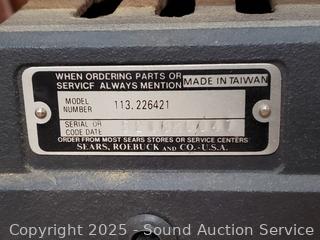 WHEN ORDERING PARTS OR
SERVICE ALWAYS MENTION
MADE IN TAIWAN
MODEL
NUMBER
113.226421
SERIAL OR
CODE DATE
ORDER FROM MOST SEARS STORES OR SERVICE CENTERS
SEARS, ROEBUCK AND CO.-U.S.A.
Copyright 2025 - Sound Auction Service